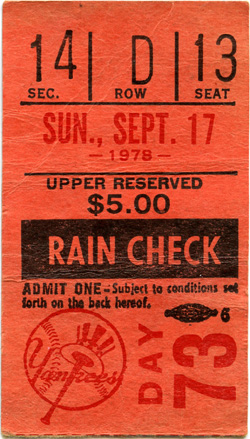 14 D 13
SEC. ROW SEAT
SUN., SEPT. 17
- 1978 -
UPPER RESERVED
$5.00
RAIN CHECK
ADMIT ONE—Subject to conditions set
forth on the back hereof.
6
Yankees
DAY
73